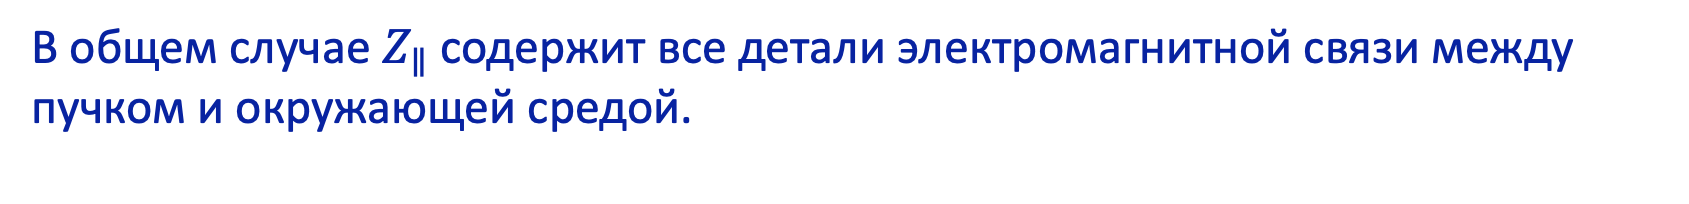 В общем случае Z∥ содержит все детали электромагнитной связи между
пучком и окружающей средой.